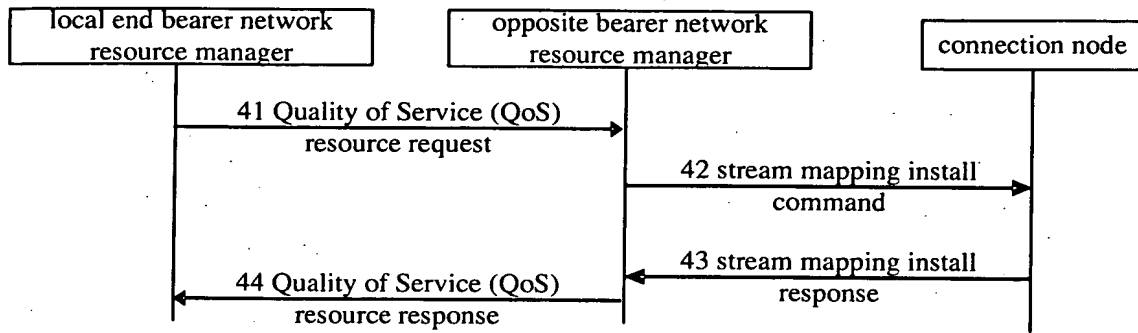 local end bearer network
resource manager
opposite bearer network
resource manager
connection node
41 Quality of Service (QoS)
resource request
42 stream mapping install
command
43 stream mapping install
response
44 Quality of Service (QoS)
resource response